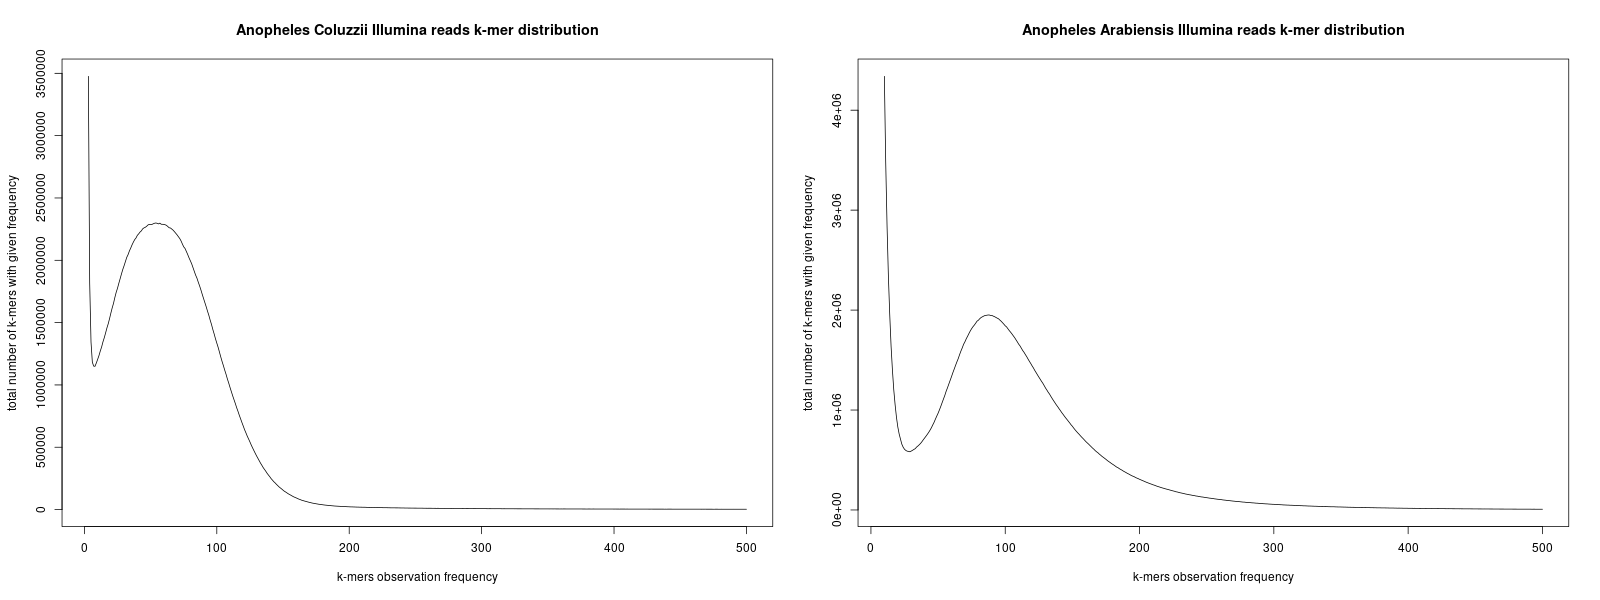 Anopheles Coluzzii Illumina reads k-mer distribution
total number of k-mers with given frequency
3500000
3000000
2500000
2000000
1500000
1000000
500000
0
0 100 200 300 400 500
k-mers observation frequency
Anopheles Arabiensis Illumina reads k-mer distribution
total number of k-mers with given frequency
4e+06
3e+06
2e+06
1e+06
0e+00
0 100 200 300 400 500
k-mers observation frequency